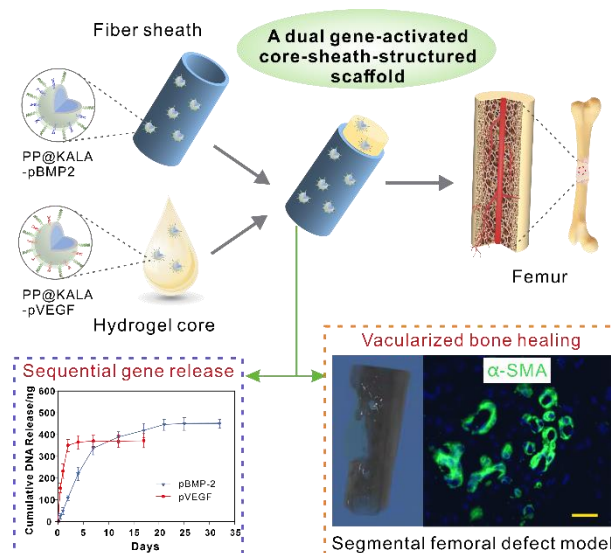 Fiber sheath
A dual gene-activated
core-sheath-structured
scaffold
PP@KALA
-pBMP2
PP@KALA
-pVEGF
Hydrogel core
Femur
Sequential gene release
Cumulative DNA Release/ng
600
500
400
300
200
100
0
0 5 10 15 20 25 30 35
Days
pBMP-2
pVEGF
Vacularized bone healing
α-SMA
Segmental femoral defect model